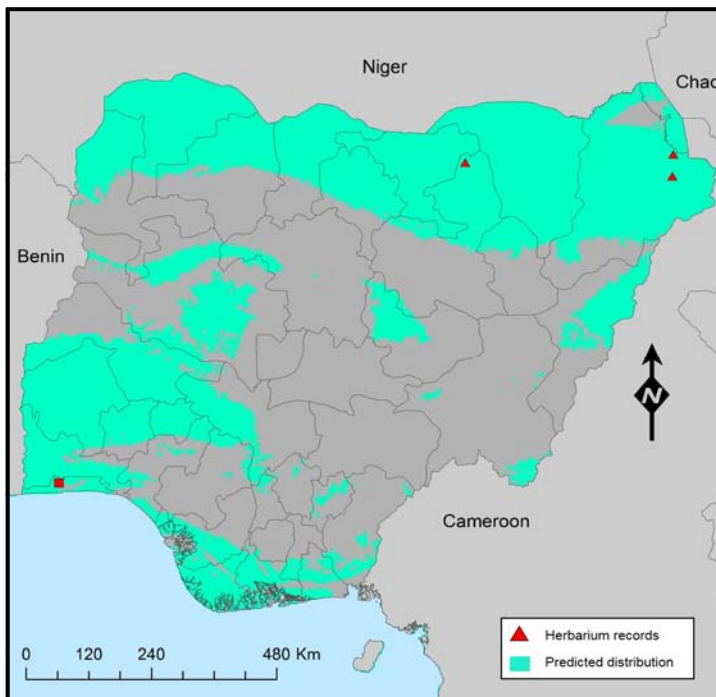 Niger
Chad
Benin
N
Cameroon
0 120 240 480 Km
Herbarium records
Predicted distribution